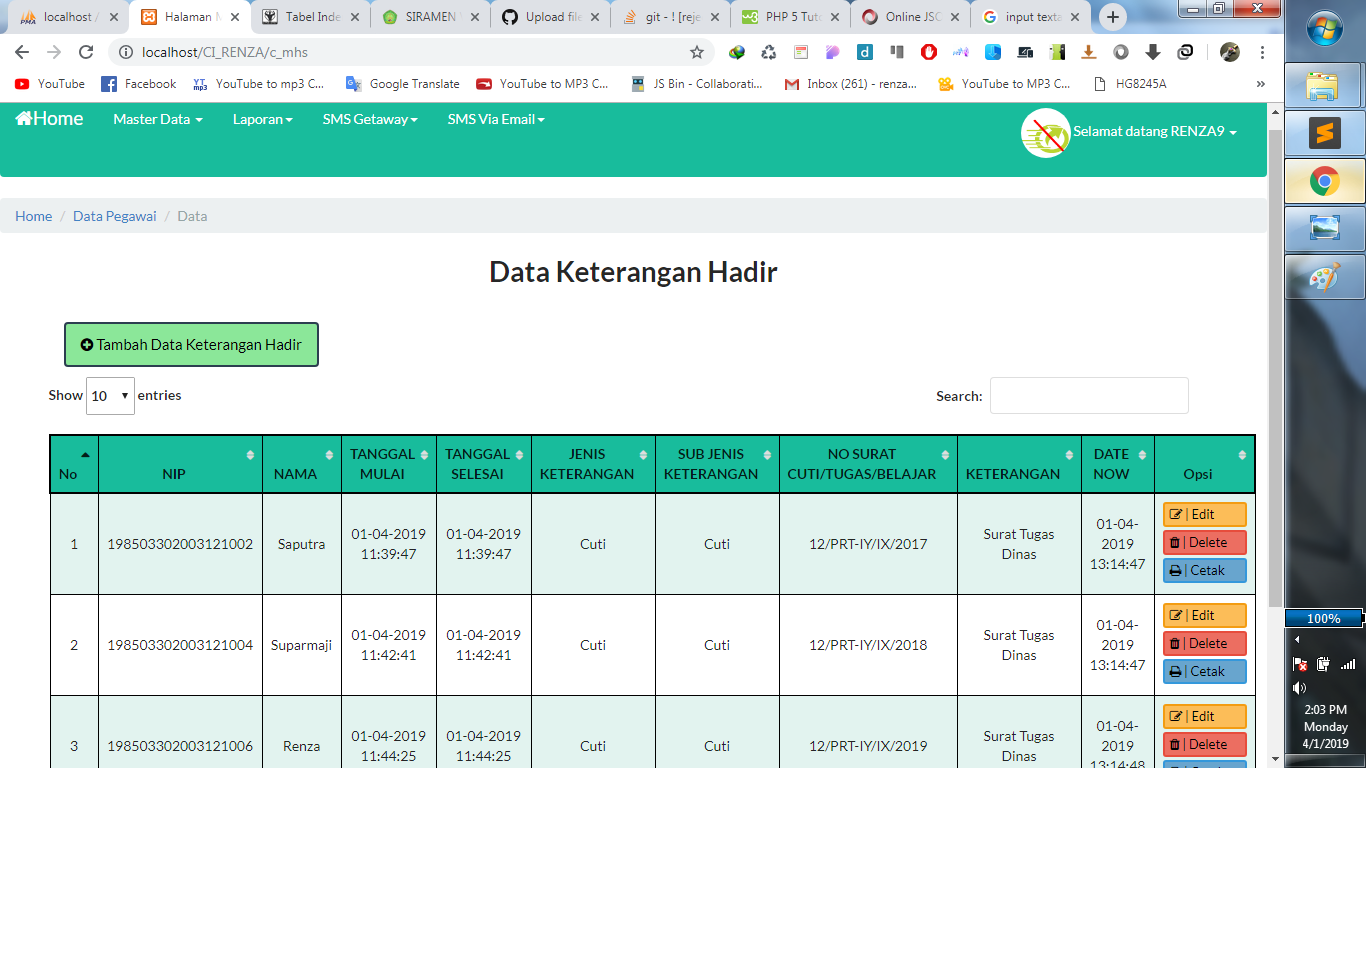 localhost /
Halaman M
Tabel Inde
SIRAMEN
Upload file
git - ! [reje
PHP 5 Tuto
Online JSO
input texta
localhost/CI_RENZA/c_mhs
YouTube
Facebook
YouTube to mp3 C...
Google Translate
YouTube to MP3 C...
JS Bin - Collaborati...
Inbox (261) - renza...
YouTube to MP3 C...
HG8245A
»
Home
Master Data
Laporan
SMS Getaway
SMS Via Email
Selamat datang RENZA9
Home / Data Pegawai / Data
Data Keterangan Hadir
Tambah Data Keterangan Hadir
Show 10 entries
Search:
No
NIP
NAMA
TANGGAL
MULAI
TANGGAL
SELESAI
JENIS
KETERANGAN
SUB JENIS
KETERANGAN
NO SURAT
CUTI/TUGAS/BELAJAR
KETERANGAN
DATE
NOW
Opsi
1
198503302003121002
Saputra
01-04-2019
11:39:47
01-04-2019
11:39:47
Cuti
Cuti
12/PRT-IY/IX/2017
Surat Tugas
Dinas
01-04-
2019
13:14:47
| Edit
| Delete
| Cetak
2
198503302003121004
Suparmaji
01-04-2019
11:42:41
01-04-2019
11:42:41
Cuti
Cuti
12/PRT-IY/IX/2018
Surat Tugas
Dinas
01-04-
2019
13:14:47
| Edit
| Delete
| Cetak
3
198503302003121006
Renza
01-04-2019
11:44:25
01-04-2019
11:44:25
Cuti
Cuti
12/PRT-IY/IX/2019
Surat Tugas
Dinas
01-04-
2019
13:14:48
| Edit
| Delete
100%
2:03 PM
Monday
4/1/2019